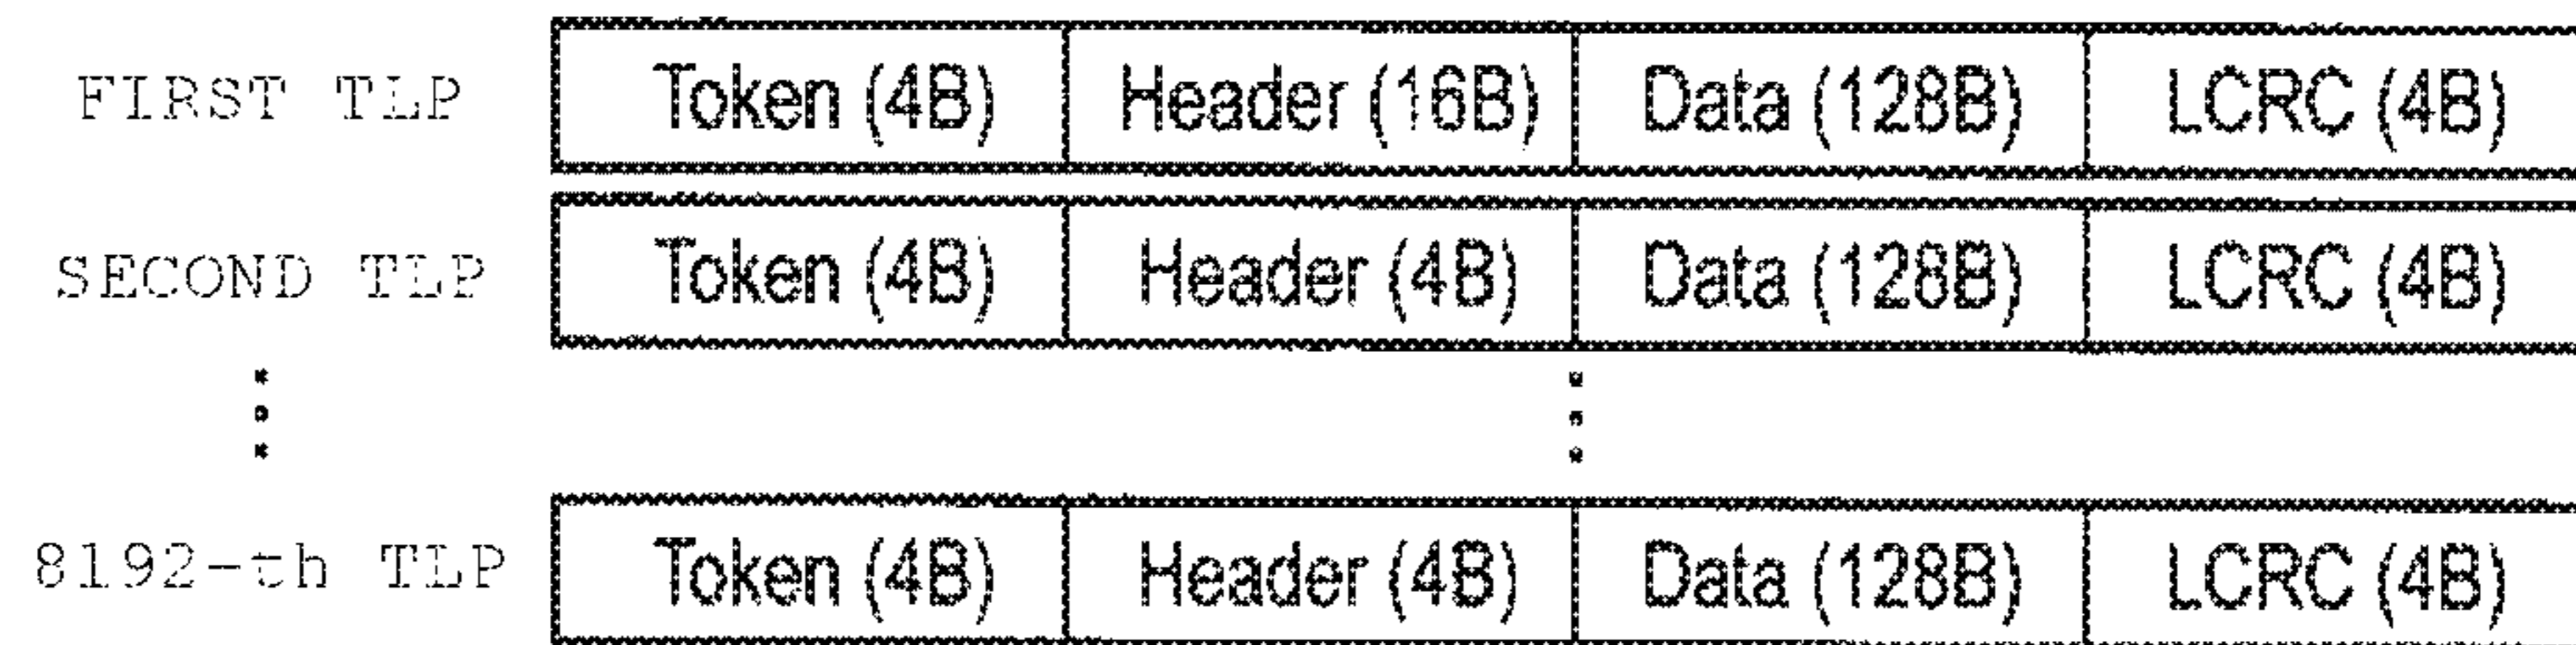 FIRST TLP Token (4B) Header (16B) Data (128B) LCRC (4B)
SECOND TLP Token (4B) Header (4B) Data (128B) LCRC (4B)
8192-th TLP Token (4B) Header (4B) Data (128B) LCRC (4B)